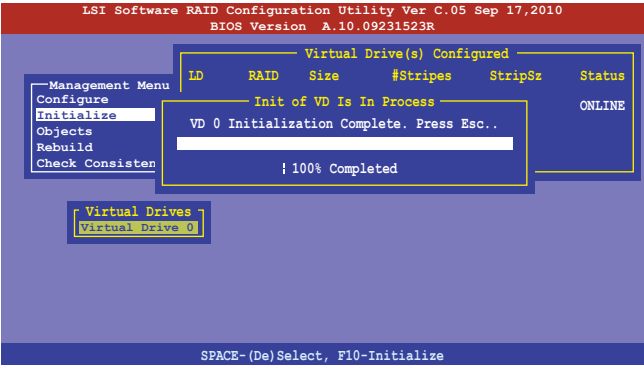 LSI Software RAID Configuration Utility Ver C.05 Sep 17,2010
BIOS Version A.10.09231523R
Virtual Drive(s) Configured
LD RAID Size #Stripes StripSz Status
ONLINE
Management Menu
Configure
Initialize
Objects
Rebuild
Check Consisten
Init of VD Is In Process
VD 0 Initialization Complete. Press Esc..
100% Completed
Virtual Drives
Virtual Drive 0
SPACE-(De)Select, F10-Initialize